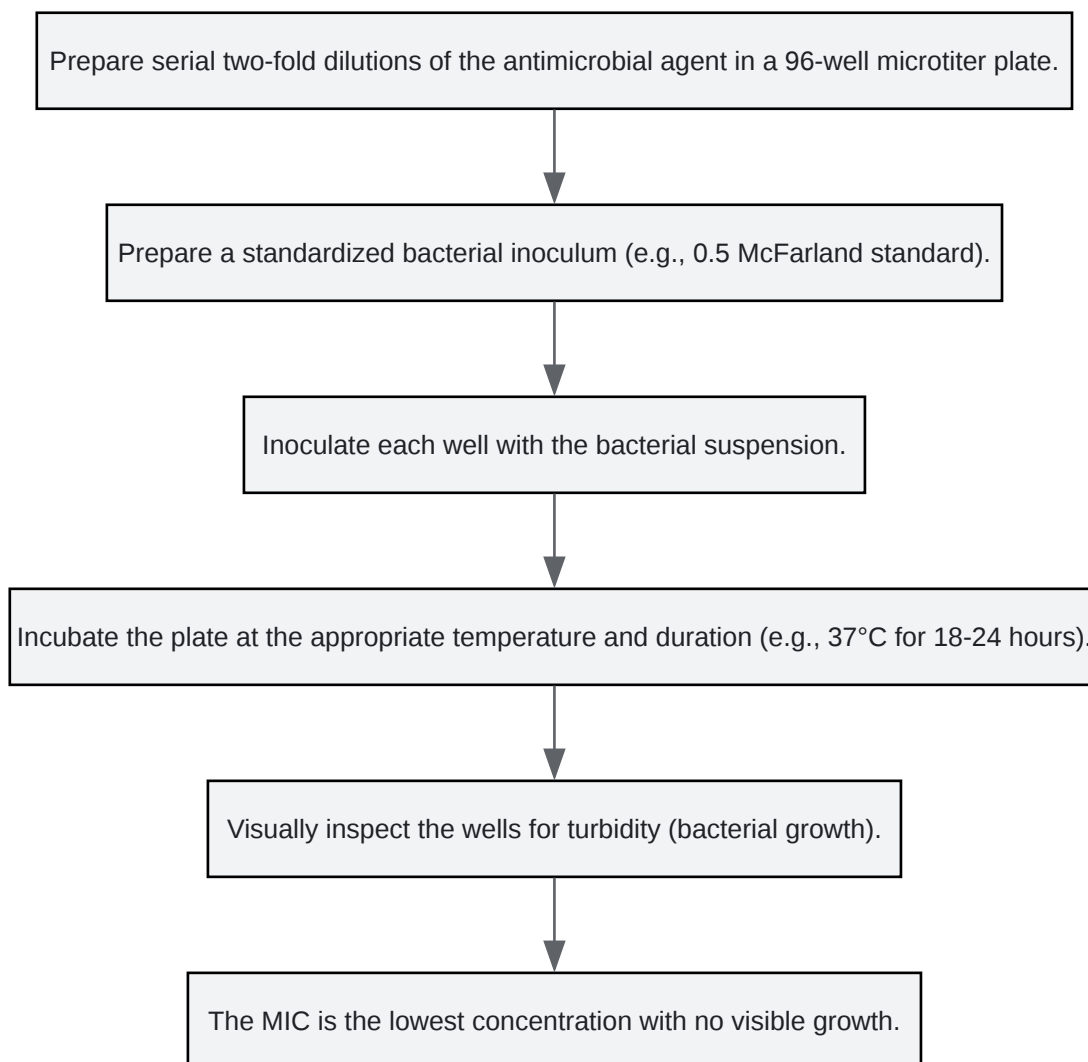 Prepare serial two-fold dilutions of the antimicrobial agent in a 96-well microtiter plate.
Prepare a standardized bacterial inoculum (e.g., 0.5 McFarland standard).
Inoculate each well with the bacterial suspension.
Incubate the plate at the appropriate temperature and duration (e.g., 37°C for 18-24 hours).
Visually inspect the wells for turbidity (bacterial growth).
The MIC is the lowest concentration with no visible growth.